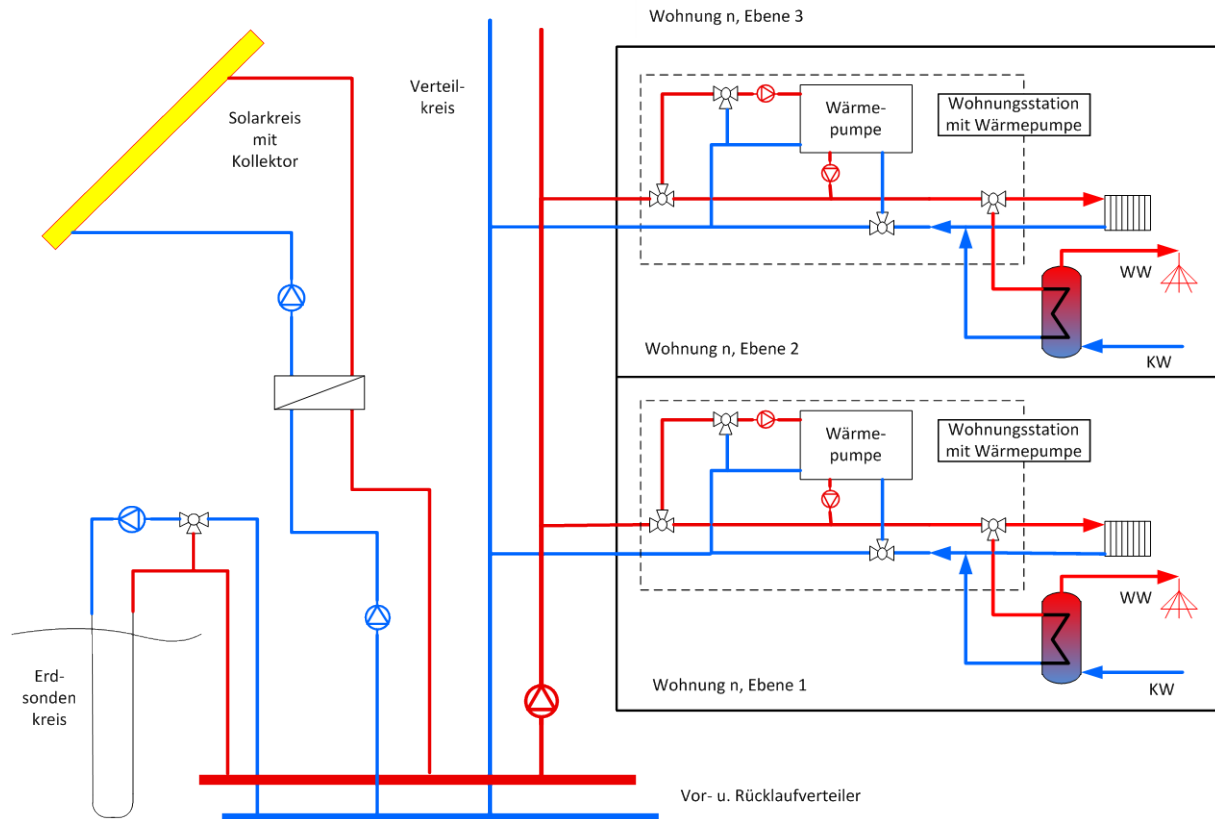 Wohnung n, Ebene 3
Solarkreis
mit
Kollektor
Verteil-
kreis
Wärme-
pumpe
Wohnungsstation
mit Wärmepumpe
WW
KW
Wohnung n, Ebene 2
Wärme-
pumpe
Wohnungsstation
mit Wärmepumpe
WW
KW
Wohnung n, Ebene 1
Erd-
sonden
kreis
Vor- u. Rücklaufverteiler